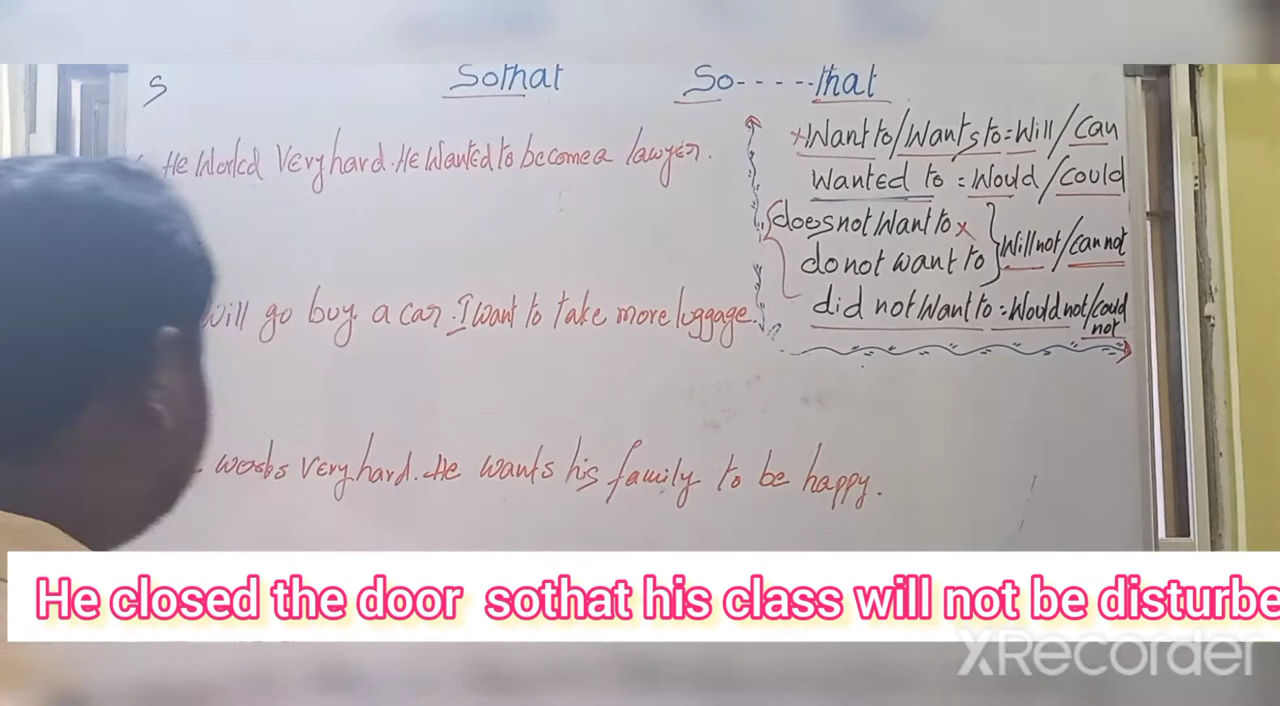 S
Sothat So-----that
He Worked Very hard. He Wanted to become a lawyer.
*Want to/Wants to=Will/Can
Wanted to = Would/Could
does not Want to x
do not want to } Will not/Can not
did not Want to = Would not/Could not
will go buy a car. I want to take more luggage.
works very hard. He wants his family to be happy.
He closed the door sothat his class will not be disturbe
XRecorder